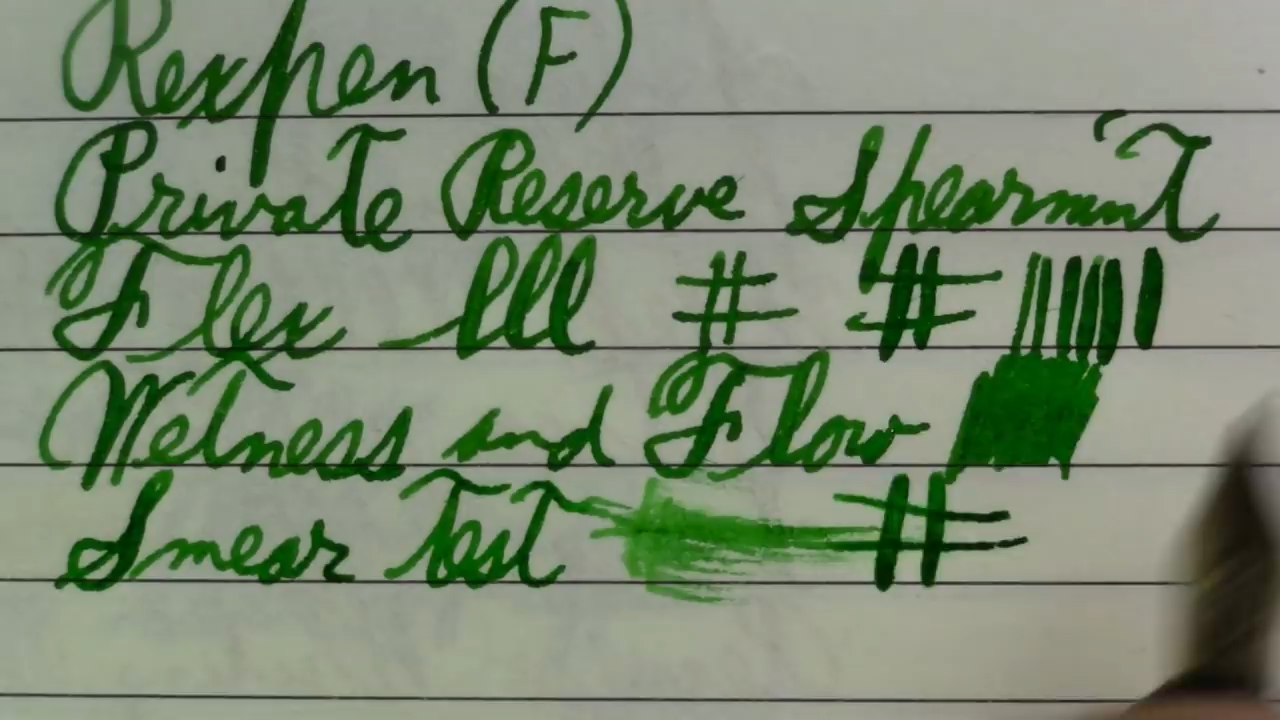 Rexpen (F)
Private Reserve Spearmint
Flex lll # #
Wetness and Flow
Smear Test #